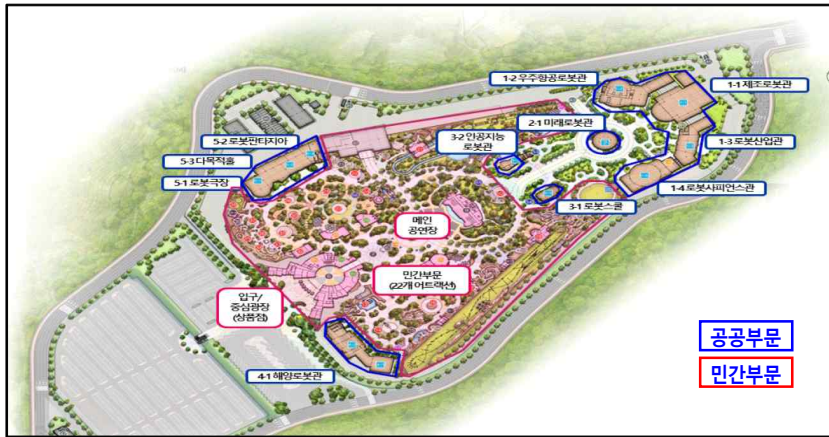 1-2 우주항공로봇관
1-1 제조로봇관
2-1 미래로봇관
5-2 로봇판타지아
3-2 인공지능
로봇관
1-3 로봇산업관
5-3 다목적홀
5-1 로봇극장
1-4 로봇사피언스관
3-1 로봇스쿨
메인
공연장
민간부문
(22개 어트랙션)
입구/
중심광장
(상품점)
4-1 해양로봇관
공공부문
민간부문